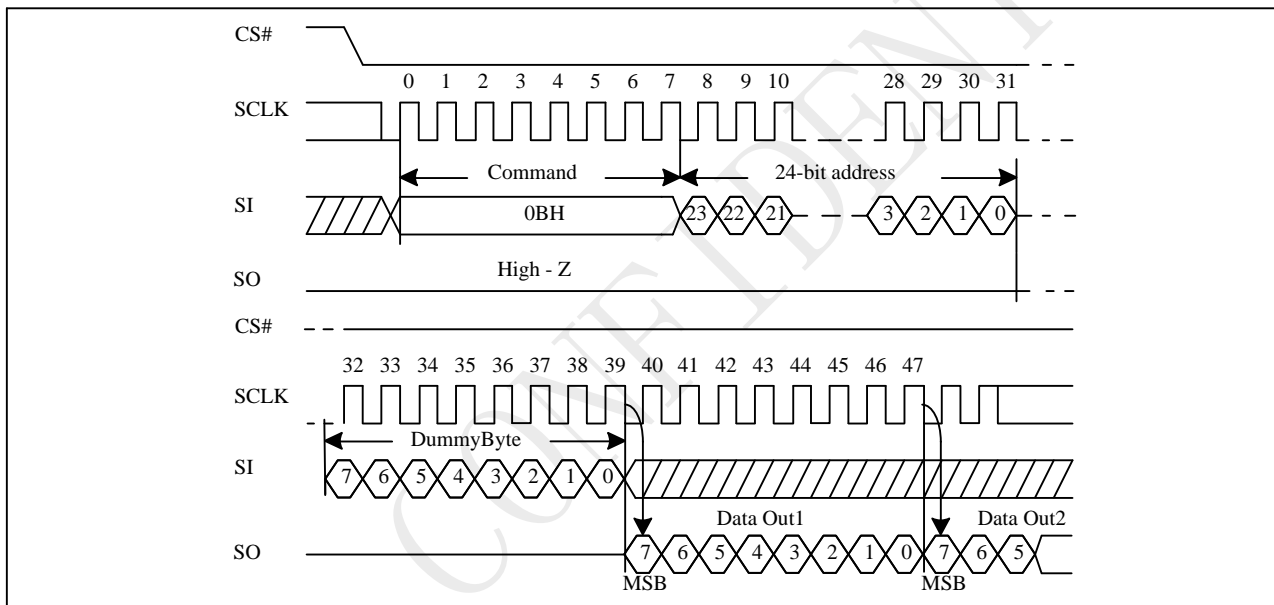 CS#
0 1 2 3 4 5 6 7 8 9 10 28 29 30 31
SCLK
Command 24-bit address
SI 0BH 23 22 21 3 2 1 0
High - Z
SO
CS#
32 33 34 35 36 37 38 39 40 41 42 43 44 45 46 47
SCLK
DummyByte
SI 7 6 5 4 3 2 1 0
Data Out1 Data Out2
SO 7 6 5 4 3 2 1 0 7 6 5
MSB MSB
CONFIDENT